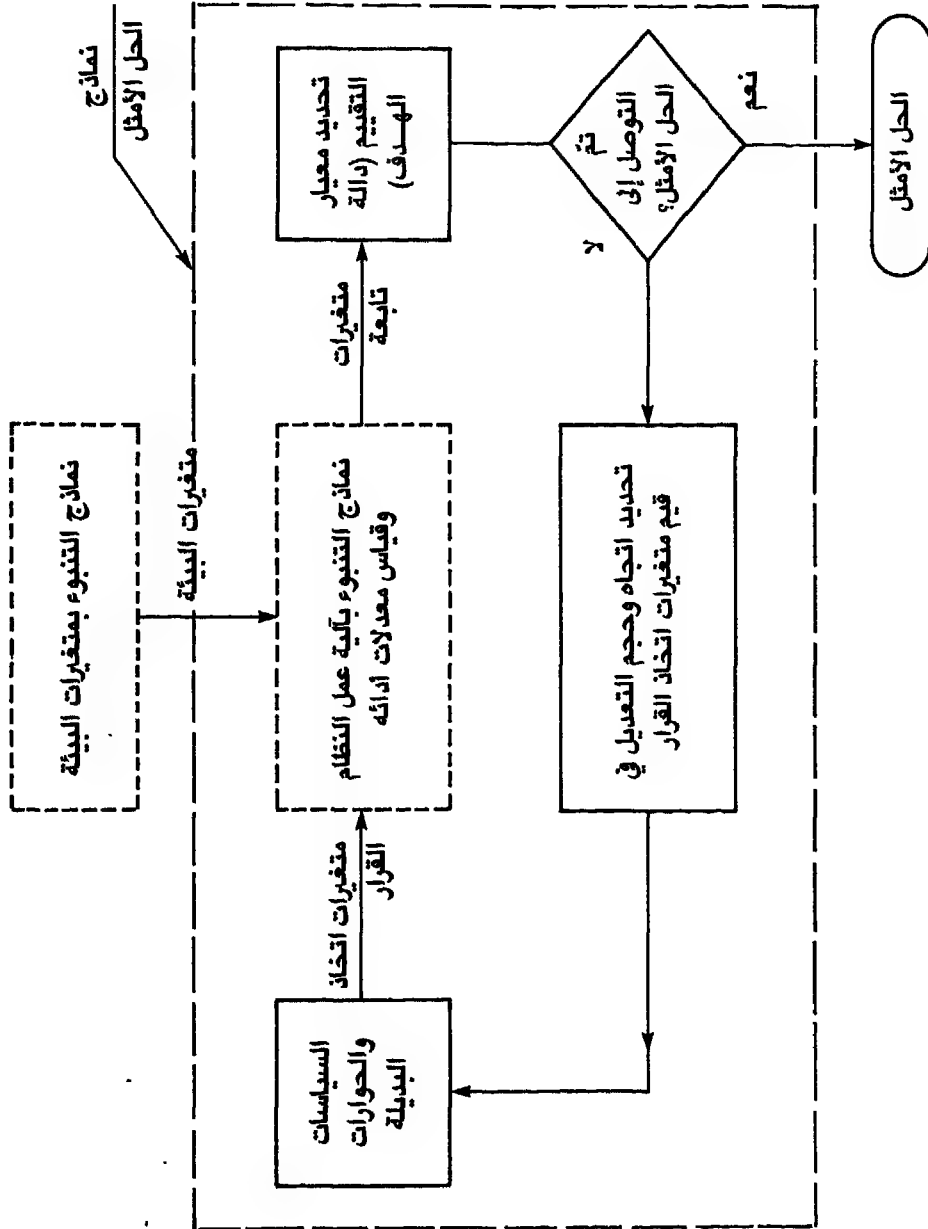 نماذج
الحل الأمثل
نماذج التنبوء بمتغيرات البيئة
متغيرات البيئة
السياسات
والحوارات
البديلة
متغيرات اتخاذ
القرار
نماذج التنبوء بآلية عمل النظام
وقياس معدلات ادائه
متغيرات
تابعة
تحديد معيار
التقييم (دالة
الهدف)
تمّ
التوصل إلى
الحل الأمثل؟
لا
نعم
تحديد اتجاه وحجم التعديل في
قيم متغيرات اتخاذ القرار
الحل الأمثل